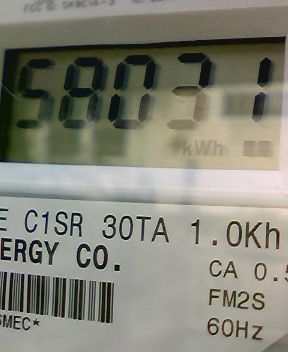 58031
kWh
E C1SR 30TA 1.0Kh
ERGY CO.
CA 0.5
FM2S
60Hz
SMEC*